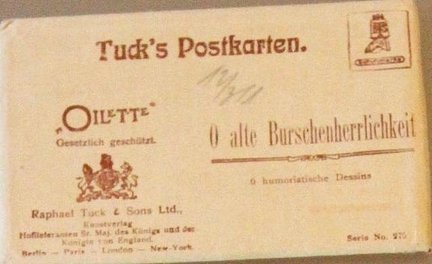 Tuck's Postkarten.
„OILETTE"
Gesetzlich geschützt.
O alte Burschenherrlichkeit
6 humoristische Dessins
Raphael Tuck & Sons Ltd.,
Kunstverlag
Hoflieferanten Sr. Maj. des Königs und der
Königin von England.
Berlin — Paris — London — New-York.
Serie No.